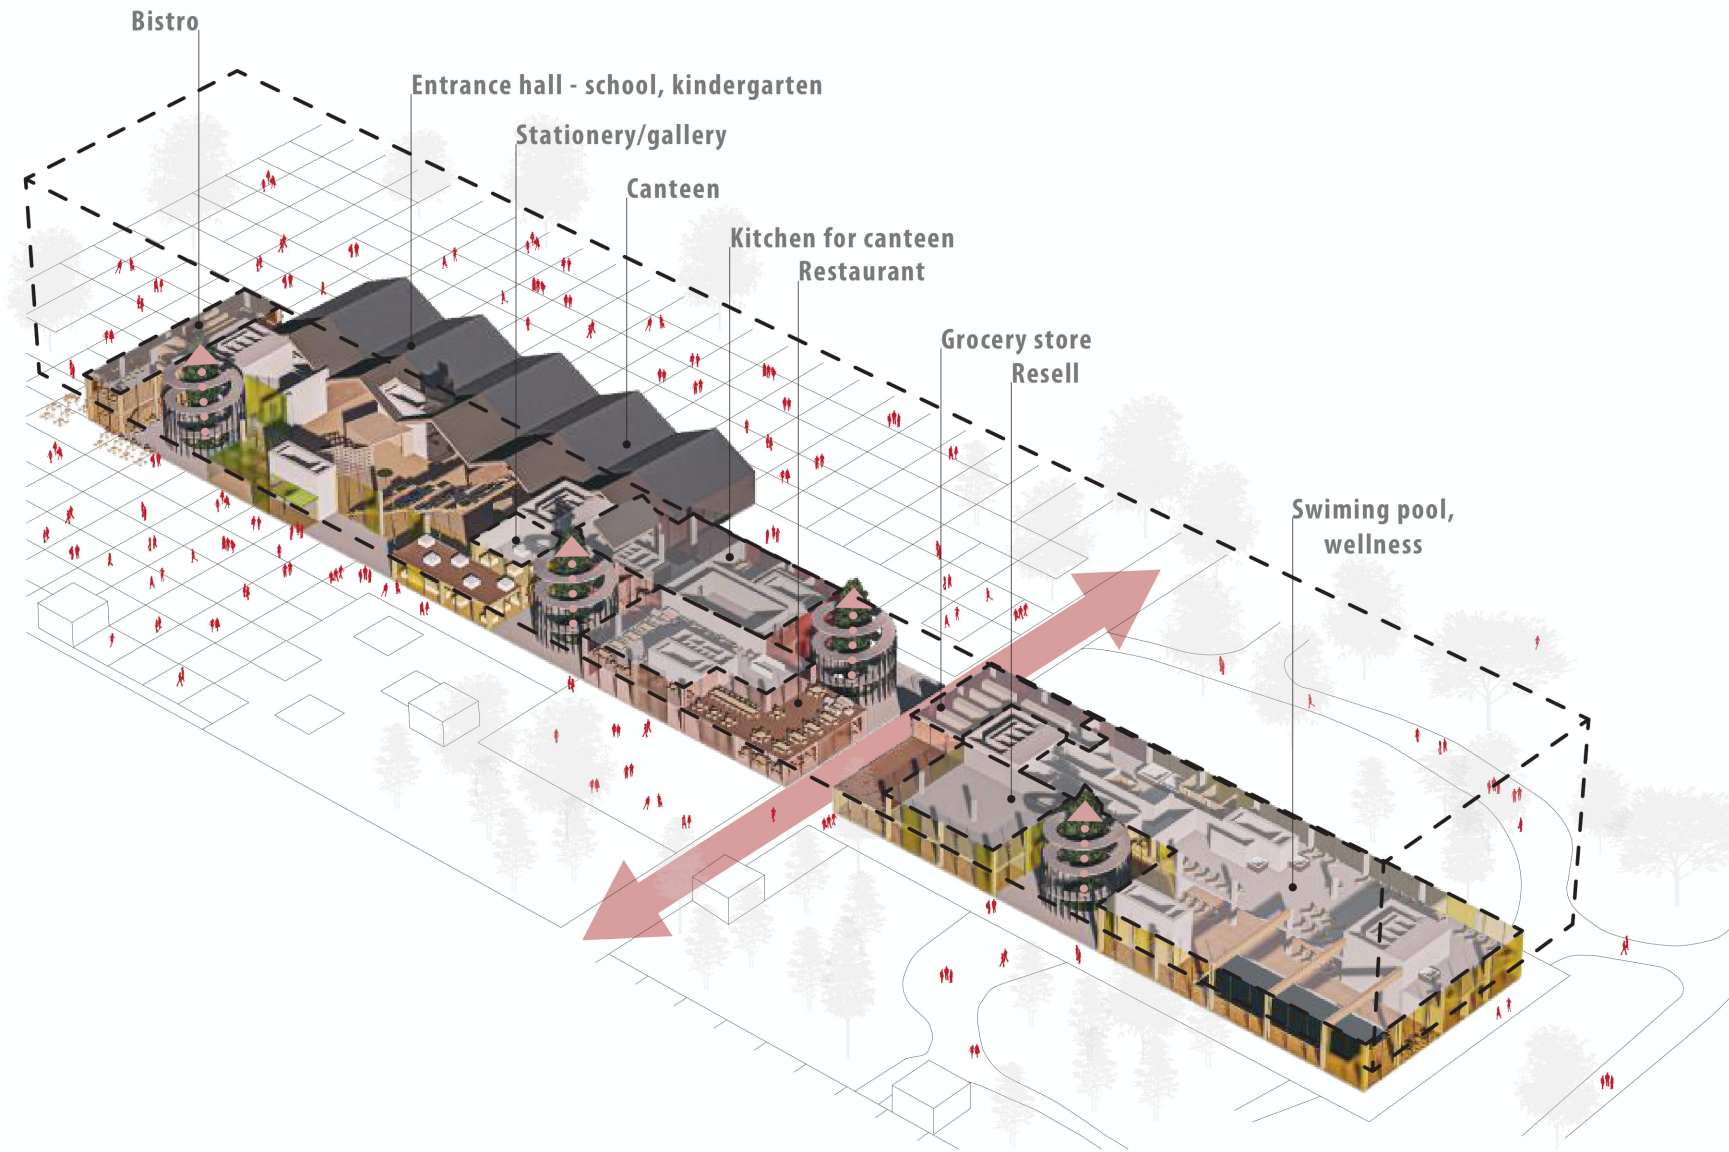 Bistro
Entrance hall - school, kindergarten
Stationery/gallery
Canteen
Kitchen for canteen
Restaurant
Grocery store
Resell
Swiming pool,
wellness